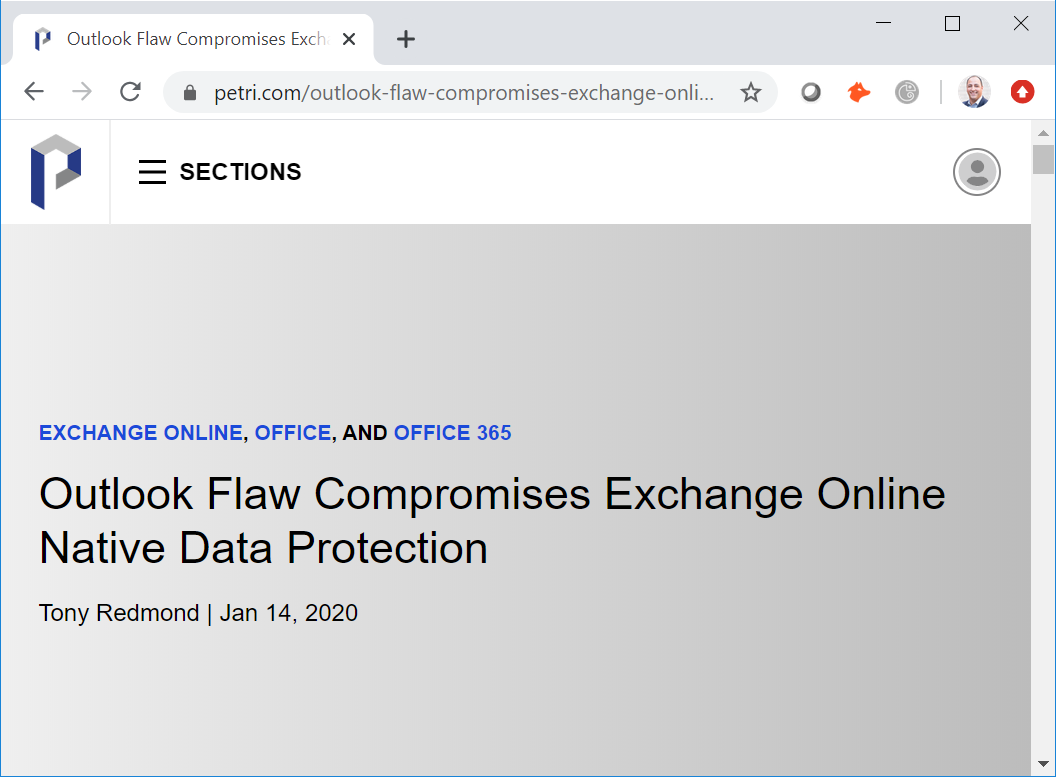 Outlook Flaw Compromises Exch
petri.com/outlook-flaw-compromises-exchange-onli...
SECTIONS
EXCHANGE ONLINE, OFFICE, AND OFFICE 365
Outlook Flaw Compromises Exchange Online
Native Data Protection
Tony Redmond | Jan 14, 2020